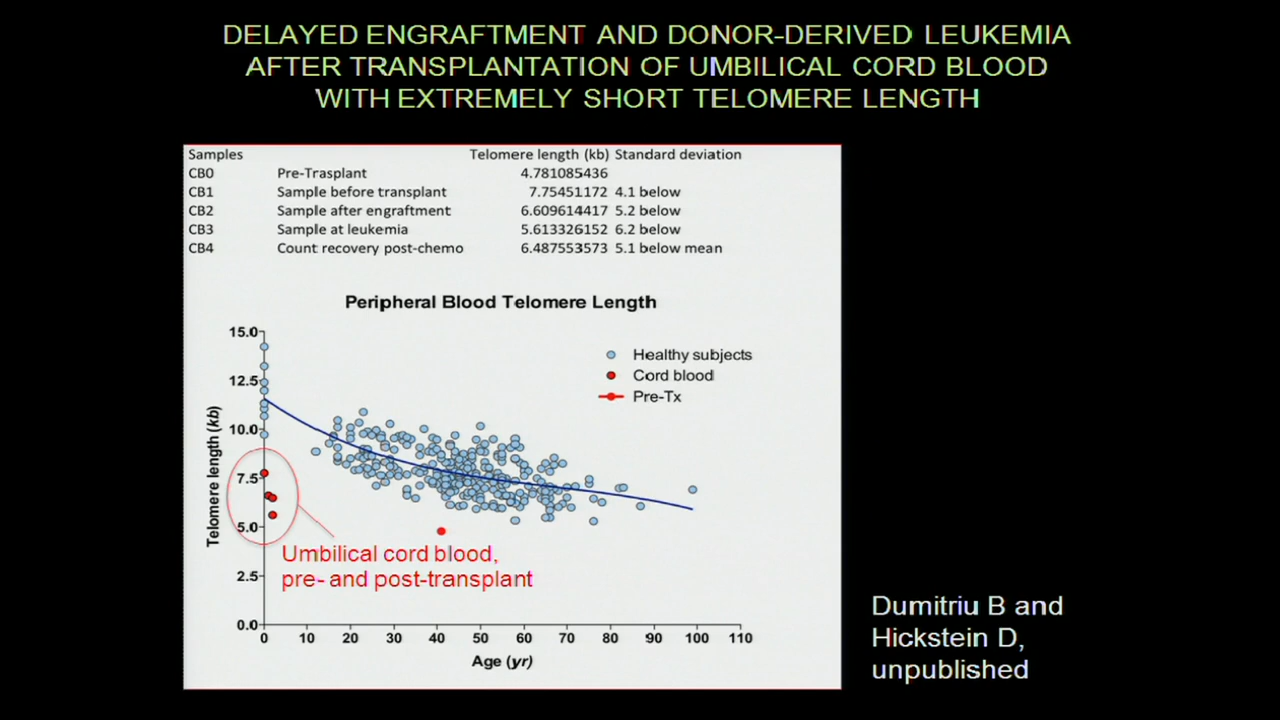 DELAYED ENGRAFTMENT AND DONOR-DERIVED LEUKEMIA
AFTER TRANSPLANTATION OF UMBILICAL CORD BLOOD
WITH EXTREMELY SHORT TELOMERE LENGTH
Samples Telomere length (kb) Standard deviation
CB0 Pre-Trasplant 4.781085436
CB1 Sample before transplant 7.75451172 4.1 below
CB2 Sample after engraftment 6.609614417 5.2 below
CB3 Sample at leukemia 5.613326152 6.2 below
CB4 Count recovery post-chemo 6.487553573 5.1 below mean
Peripheral Blood Telomere Length
15.0
12.5
10.0
7.5
5.0
2.5
0.0
Telomere length (kb)
Healthy subjects
Cord blood
Pre-Tx
Umbilical cord blood,
pre- and post-transplant
0 10 20 30 40 50 60 70 80 90 100 110
Age (yr)
Dumitriu B and
Hickstein D,
unpublished